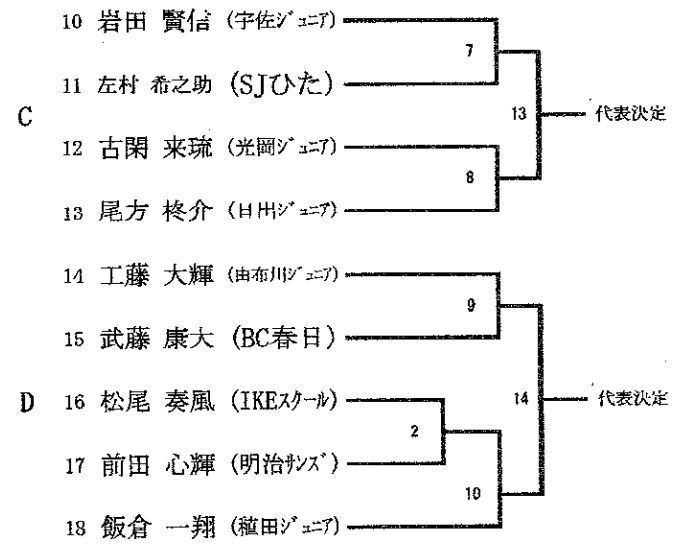 10 岩田 賢信 (宇佐ジュニア)
7
11 左村 希之助 (SJひた)
C
13 代表決定
12 古閑 来琉 (光岡ジュニア)
8
13 尾方 柊介 (日出ジュニア)
14 工藤 大輝 (由布川ジュニア)
9
15 武藤 康大 (BC春日)
D
16 松尾 奏風 (IKEスクール)
14 代表決定
2
17 前田 心輝 (明治サンズ)
10
18 飯倉 一翔 (稙田ジュニア)